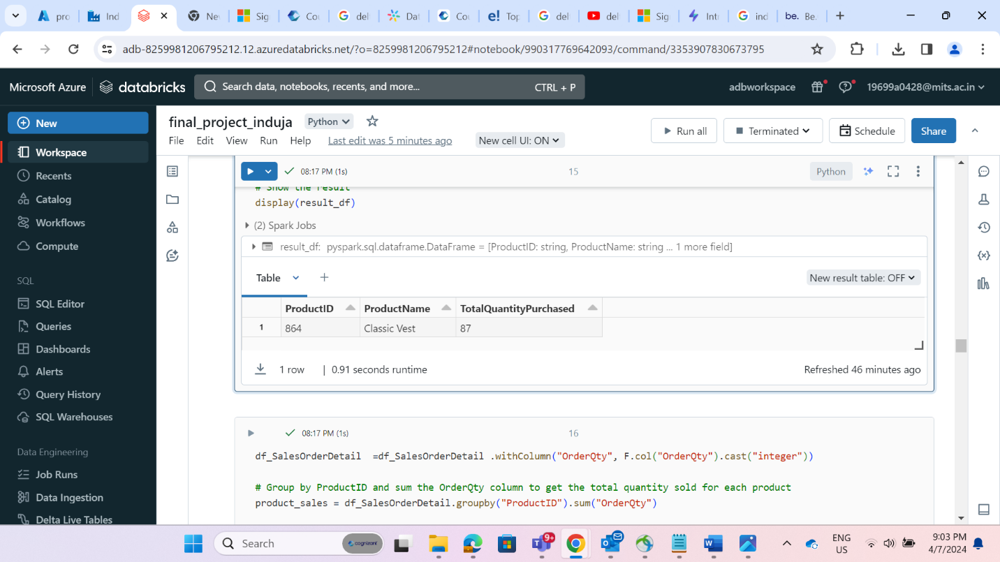 pro
Ind
Nev
Sig
Cou
del
Dat
Cou
Top
del
del
Sig
Intr
ind
be. Be.
adb-8259981206795212.12.azuredatabricks.net/?o=8259981206795212#notebook/990317769642093/command/3353907830673795
Microsoft Azure
databricks
Search data, notebooks, recents, and more...
CTRL + P
adbworkspace
19699a0428@mits.ac.in
New
Workspace
Recents
Catalog
Workflows
Compute
SQL
SQL Editor
Queries
Dashboards
Alerts
Query History
SQL Warehouses
Data Engineering
Job Runs
Data Ingestion
Delta Live Tables
final_project_induja
Python
File Edit View Run Help Last edit was 5 minutes ago New cell UI: ON
Run all
Terminated
Schedule
Share
08:17 PM (1s)
15
Python
# Show the result
display(result_df)
(2) Spark Jobs
result_df: pyspark.sql.dataframe.DataFrame = [ProductID: string, ProductName: string ... 1 more field]
Table +
New result table: OFF
ProductID ProductName TotalQuantityPurchased
1 864 Classic Vest 87
1 row | 0.91 seconds runtime
Refreshed 46 minutes ago
08:17 PM (1s)
16
df_SalesOrderDetail =df_SalesOrderDetail .withColumn("OrderQty", F.col("OrderQty").cast("integer"))
# Group by ProductID and sum the OrderQty column to get the total quantity sold for each product
product_sales = df_SalesOrderDetail.groupby("ProductID").sum("OrderQty")
Search
cognizant
9+
ENG
US
9:03 PM
4/7/2024